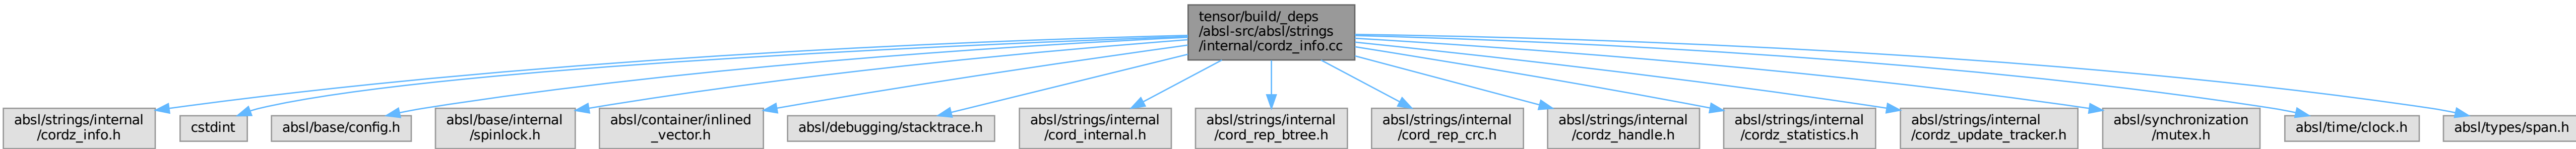 tensor/build/_deps
/absl-src/absl/strings
/internal/cordz_info.cc
absl/strings/internal
/cordz_info.h
cstdint
absl/base/config.h
absl/base/internal
/spinlock.h
absl/container/inlined
_vector.h
absl/debugging/stacktrace.h
absl/strings/internal
/cord_internal.h
absl/strings/internal
/cord_rep_btree.h
absl/strings/internal
/cord_rep_crc.h
absl/strings/internal
/cordz_handle.h
absl/strings/internal
/cordz_statistics.h
absl/strings/internal
/cordz_update_tracker.h
absl/synchronization
/mutex.h
absl/time/clock.h
absl/types/span.h